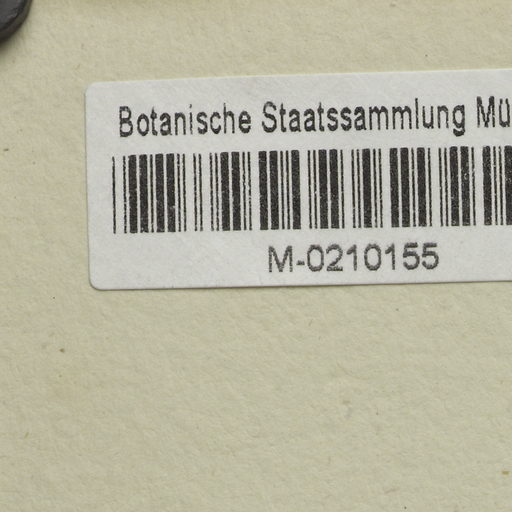 Botanische Staatssammlung Mü
M-0210155